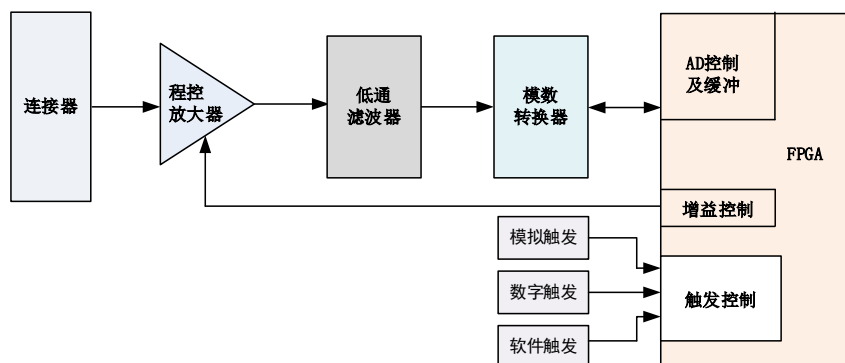 连接器
程控
放大器
低通
滤波器
模数
转换器
AD控制
及缓冲
FPGA
增益控制
模拟触发
数字触发
软件触发
触发控制